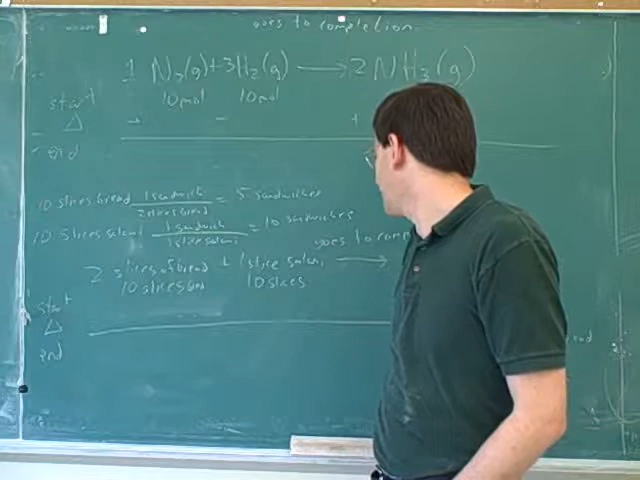 goes to completion
1 N2(g) + 3H2(g) → 2NH3(g)
start 10 mol 10 mol
Δ - - +
end
10 slices bread 1 sandwich / 2 slices bread = 5 sandwiches
10 slices salami 1 sandwich / 1 slice salami = 10 sandwiches
goes to comp
2 slices of bread + 1 slice salami →
10 slices 10 slices
start
Δ
end